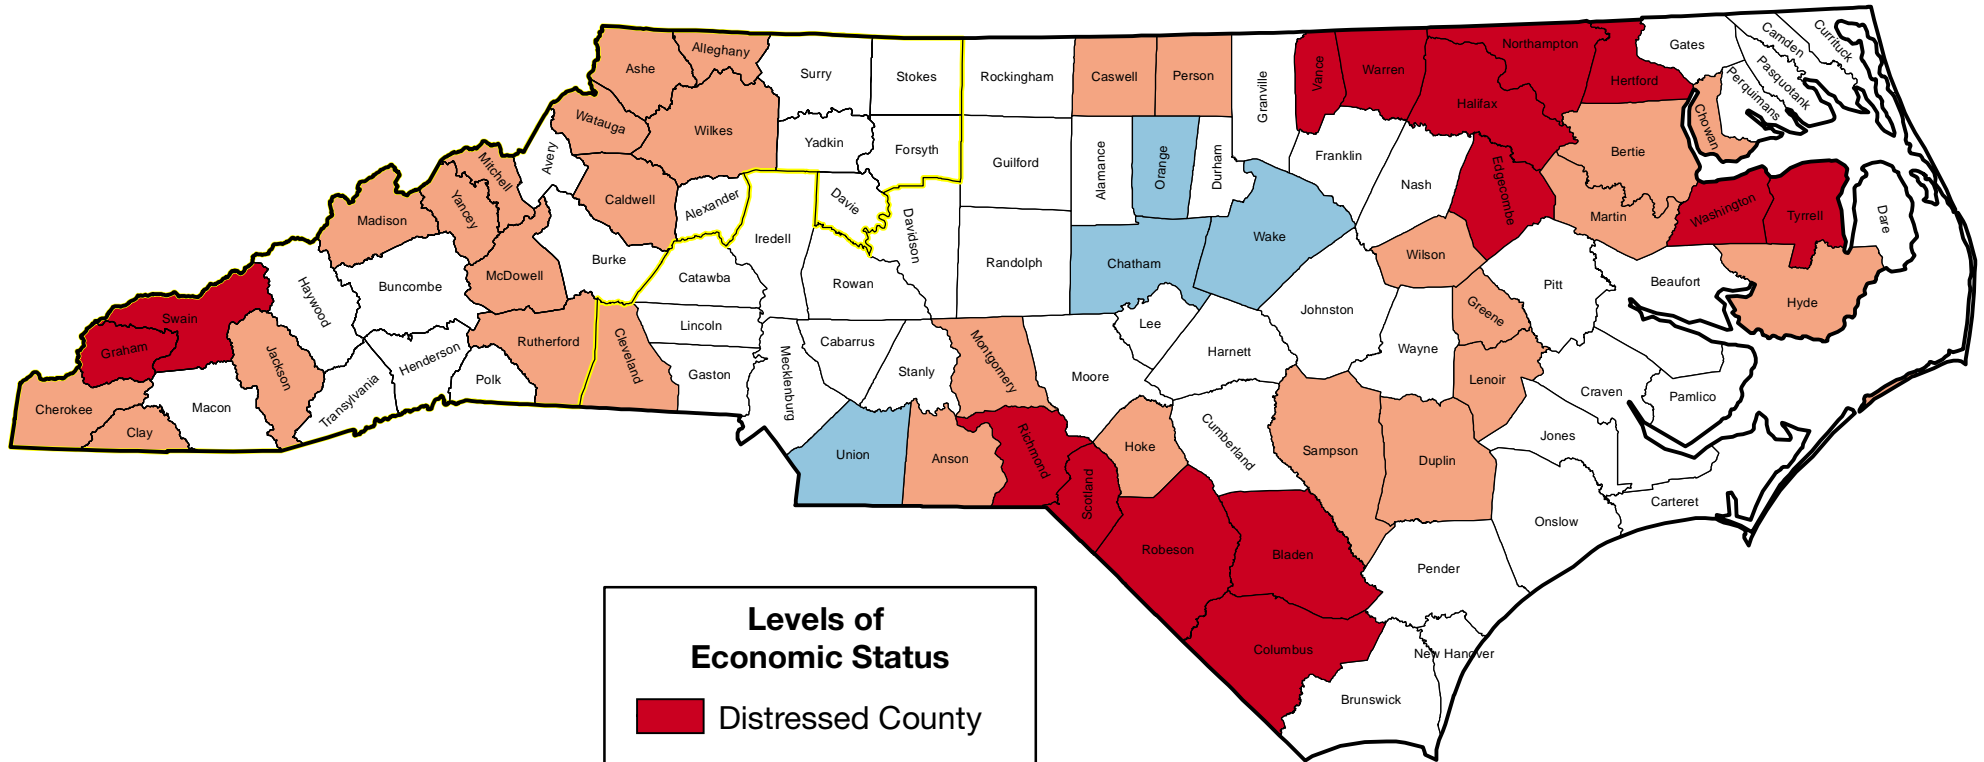 Alleghany
Ashe
Surry
Stokes
Rockingham
Caswell
Person
Granville
Vance
Warren
Northampton
Halifax
Hertford
Gates
Camden
Currituck
Pasquotank
Perquimans
Chowan
Watauga
Wilkes
Yadkin
Forsyth
Guilford
Alamance
Orange
Durham
Franklin
Nash
Edgecombe
Bertie
Martin
Washington
Tyrrell
Dare
Mitchell
Avery
Yancey
Madison
Caldwell
Alexander
Iredell
Davie
Davidson
Randolph
Chatham
Wake
Wilson
Pitt
Beaufort
Hyde
Swain
Graham
Haywood
Buncombe
McDowell
Burke
Catawba
Rowan
Lincoln
Lee
Johnston
Greene
Wayne
Lenoir
Craven
Pamlico
Cherokee
Clay
Macon
Jackson
Transylvania
Henderson
Polk
Rutherford
Cleveland
Gaston
Mecklenburg
Cabarrus
Stanly
Montgomery
Moore
Harnett
Cumberland
Hoke
Sampson
Duplin
Jones
Carteret
Onslow
Union
Anson
Richmond
Scotland
Robeson
Bladen
Pender
Columbus
New Hanover
Brunswick
Levels of
Economic Status
Distressed County